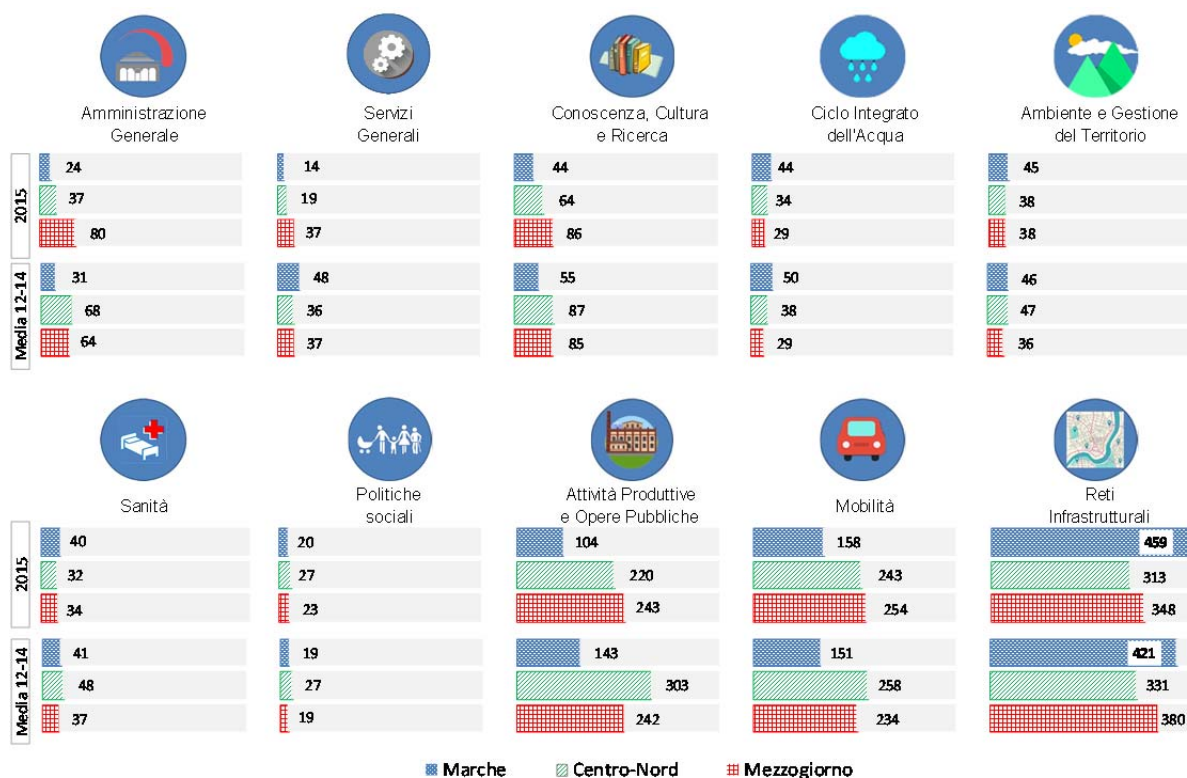 Amministrazione
Generale
Servizi
Generali
Conoscenza, Cultura
e Ricerca
Ciclo Integrato
dell'Acqua
Ambiente e Gestione
del Territorio
2015
24 14 44 44 45
37 19 64 34 38
80 37 86 29 38
Media 12-14
31 48 55 50 46
68 36 87 38 47
64 37 85 29 36
Sanità
Politiche
sociali
Attività Produttive
e Opere Pubbliche
Mobilità
Reti
Infrastrutturali
2015
40 20 104 158 459
32 27 220 243 313
34 23 243 254 348
Media 12-14
41 19 143 151 421
48 27 303 258 331
37 19 242 234 380
Marche Centro-Nord Mezzogiorno